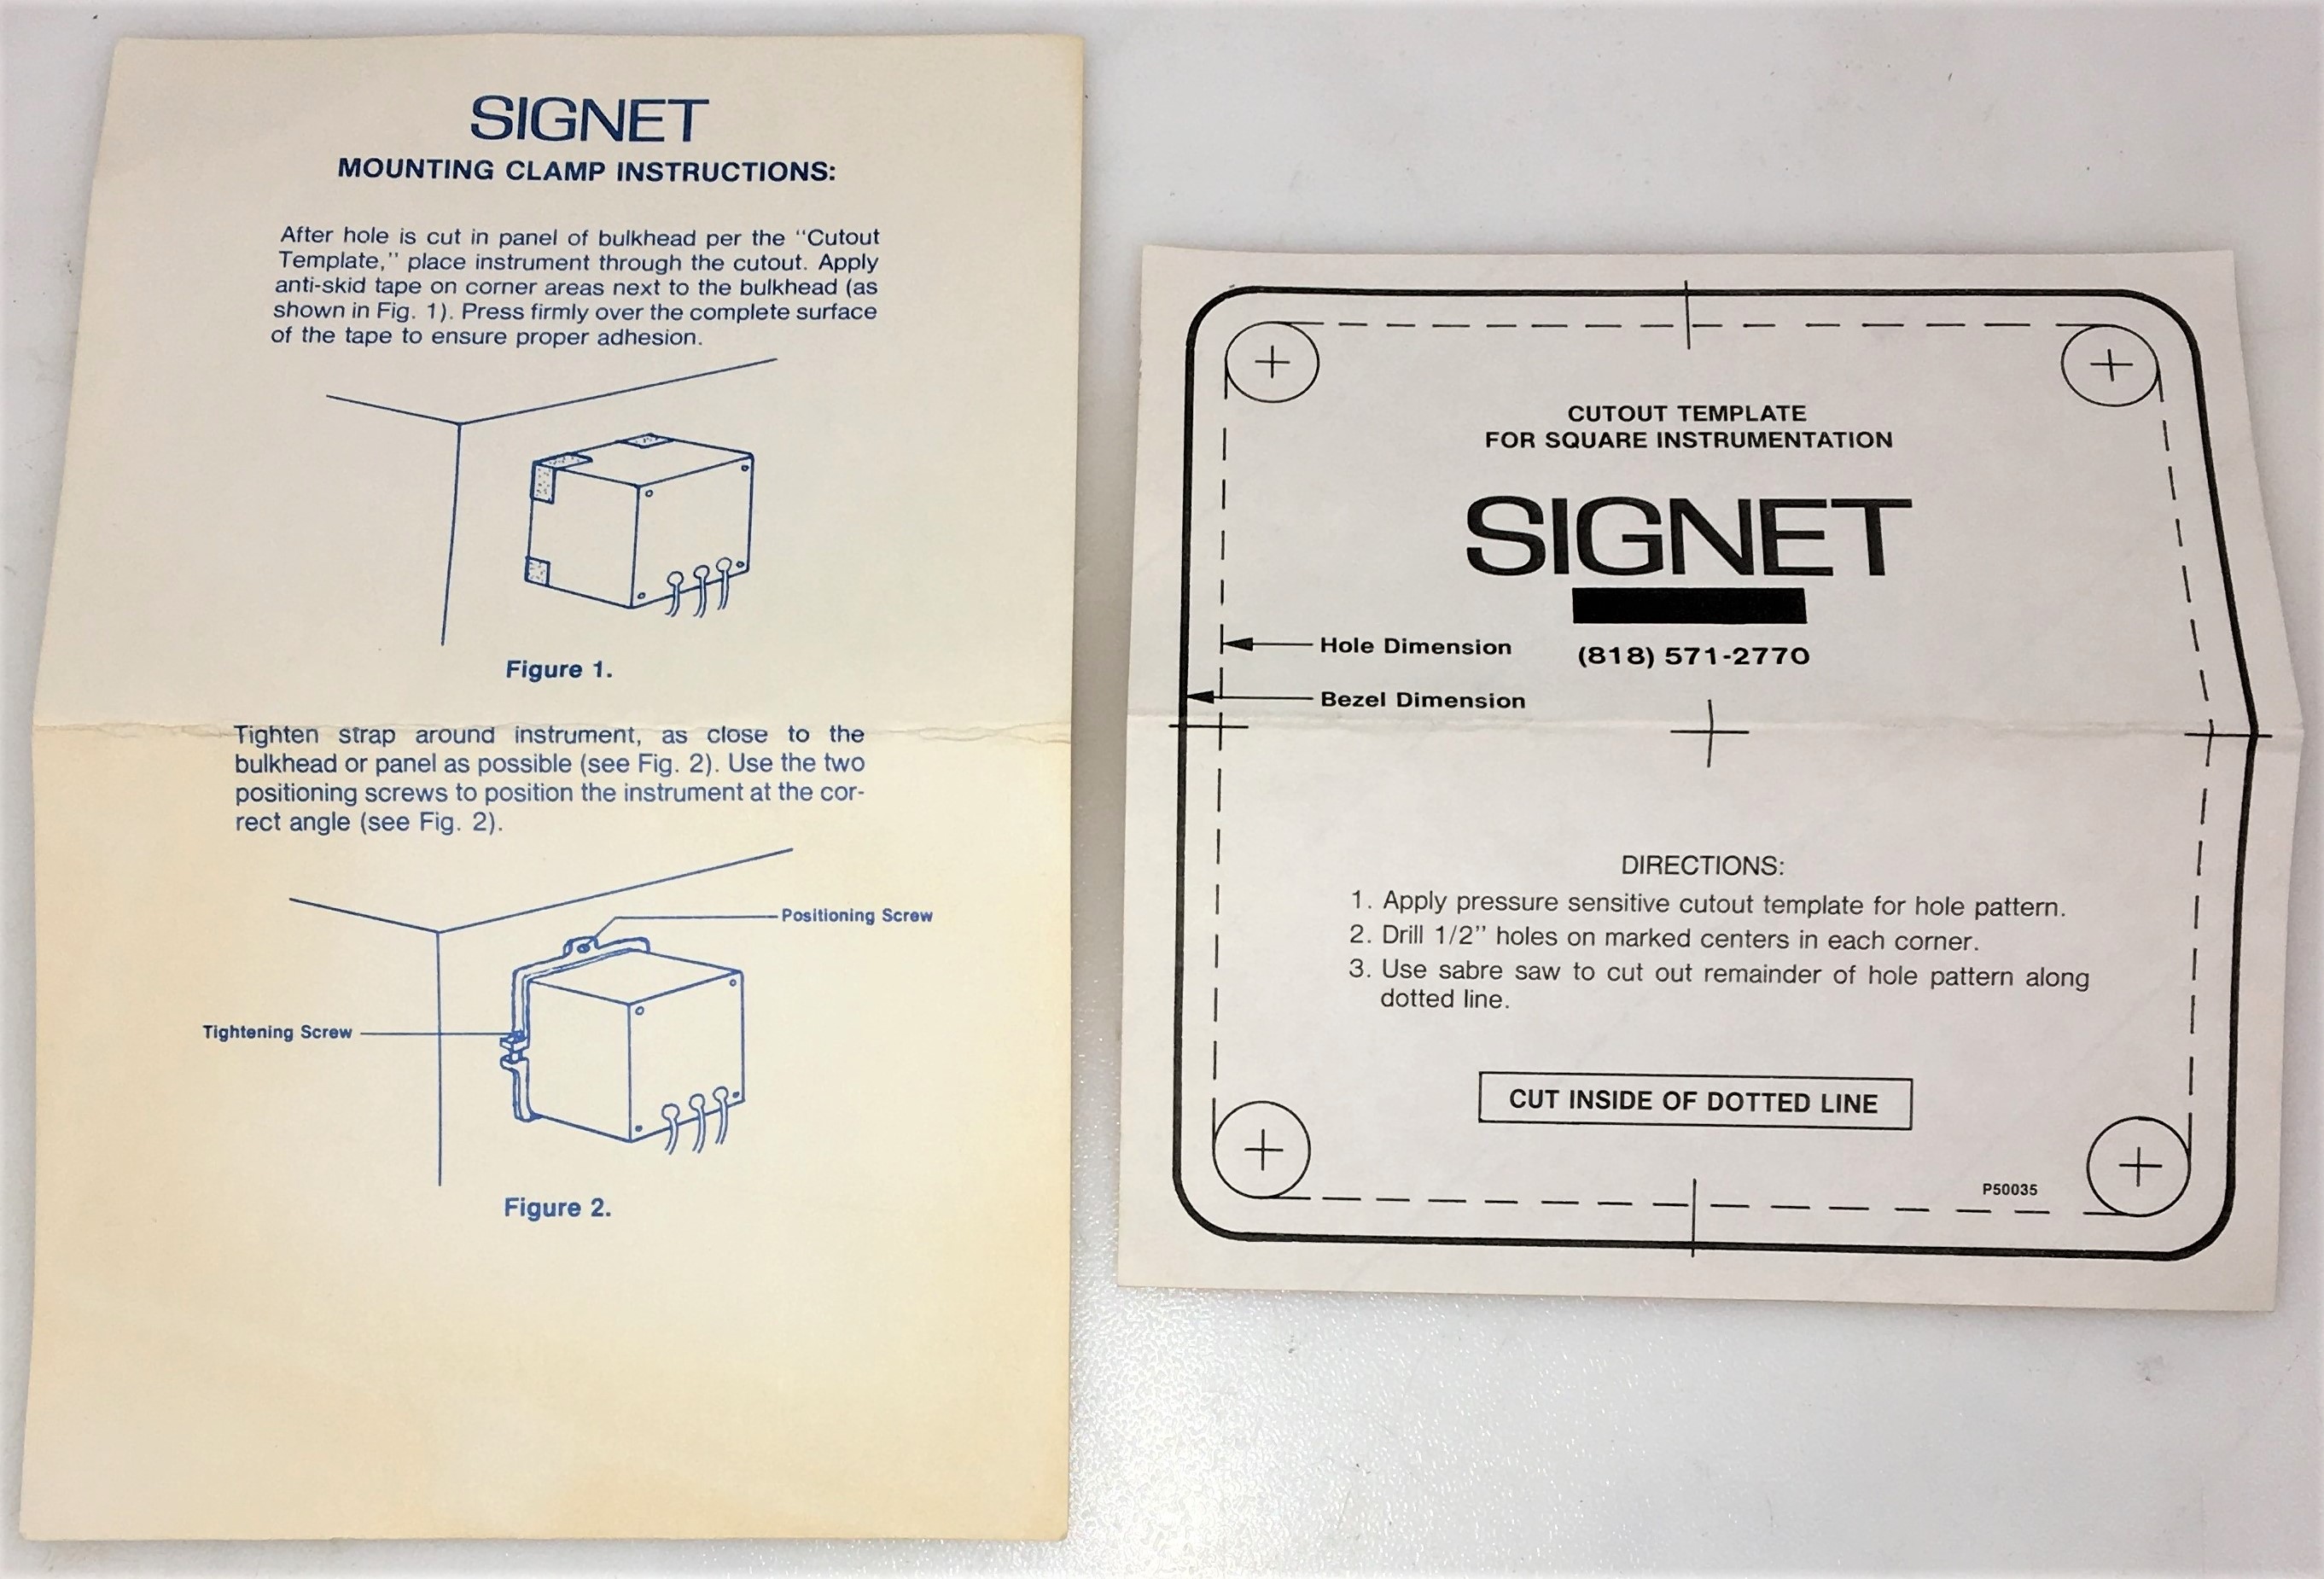 SIGNET
MOUNTING CLAMP INSTRUCTIONS:
After hole is cut in panel of bulkhead per the "Cutout
Template," place instrument through the cutout. Apply
anti-skid tape on corner areas next to the bulkhead (as
shown in Fig. 1). Press firmly over the complete surface
of the tape to ensure proper adhesion.
Figure 1.
Tighten strap around instrument, as close to the
bulkhead or panel as possible (see Fig. 2). Use the two
positioning screws to position the instrument at the cor-
rect angle (see Fig. 2).
Positioning Screw
Tightening Screw
Figure 2.
CUTOUT TEMPLATE
FOR SQUARE INSTRUMENTATION
SIGNET
Hole Dimension
(818) 571-2770
Bezel Dimension
DIRECTIONS:
1. Apply pressure sensitive cutout template for hole pattern.
2. Drill 1/2" holes on marked centers in each corner.
3. Use sabre saw to cut out remainder of hole pattern along
dotted line.
CUT INSIDE OF DOTTED LINE
P50035